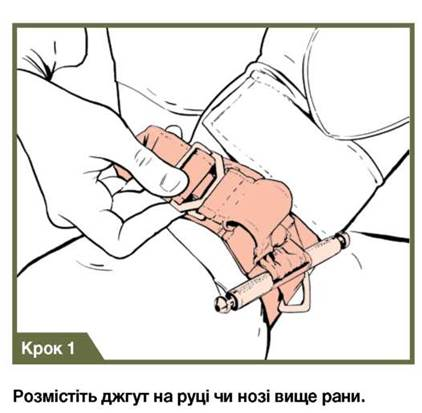 Крок 1
Розмістіть джгут на руці чи нозі вище рани.